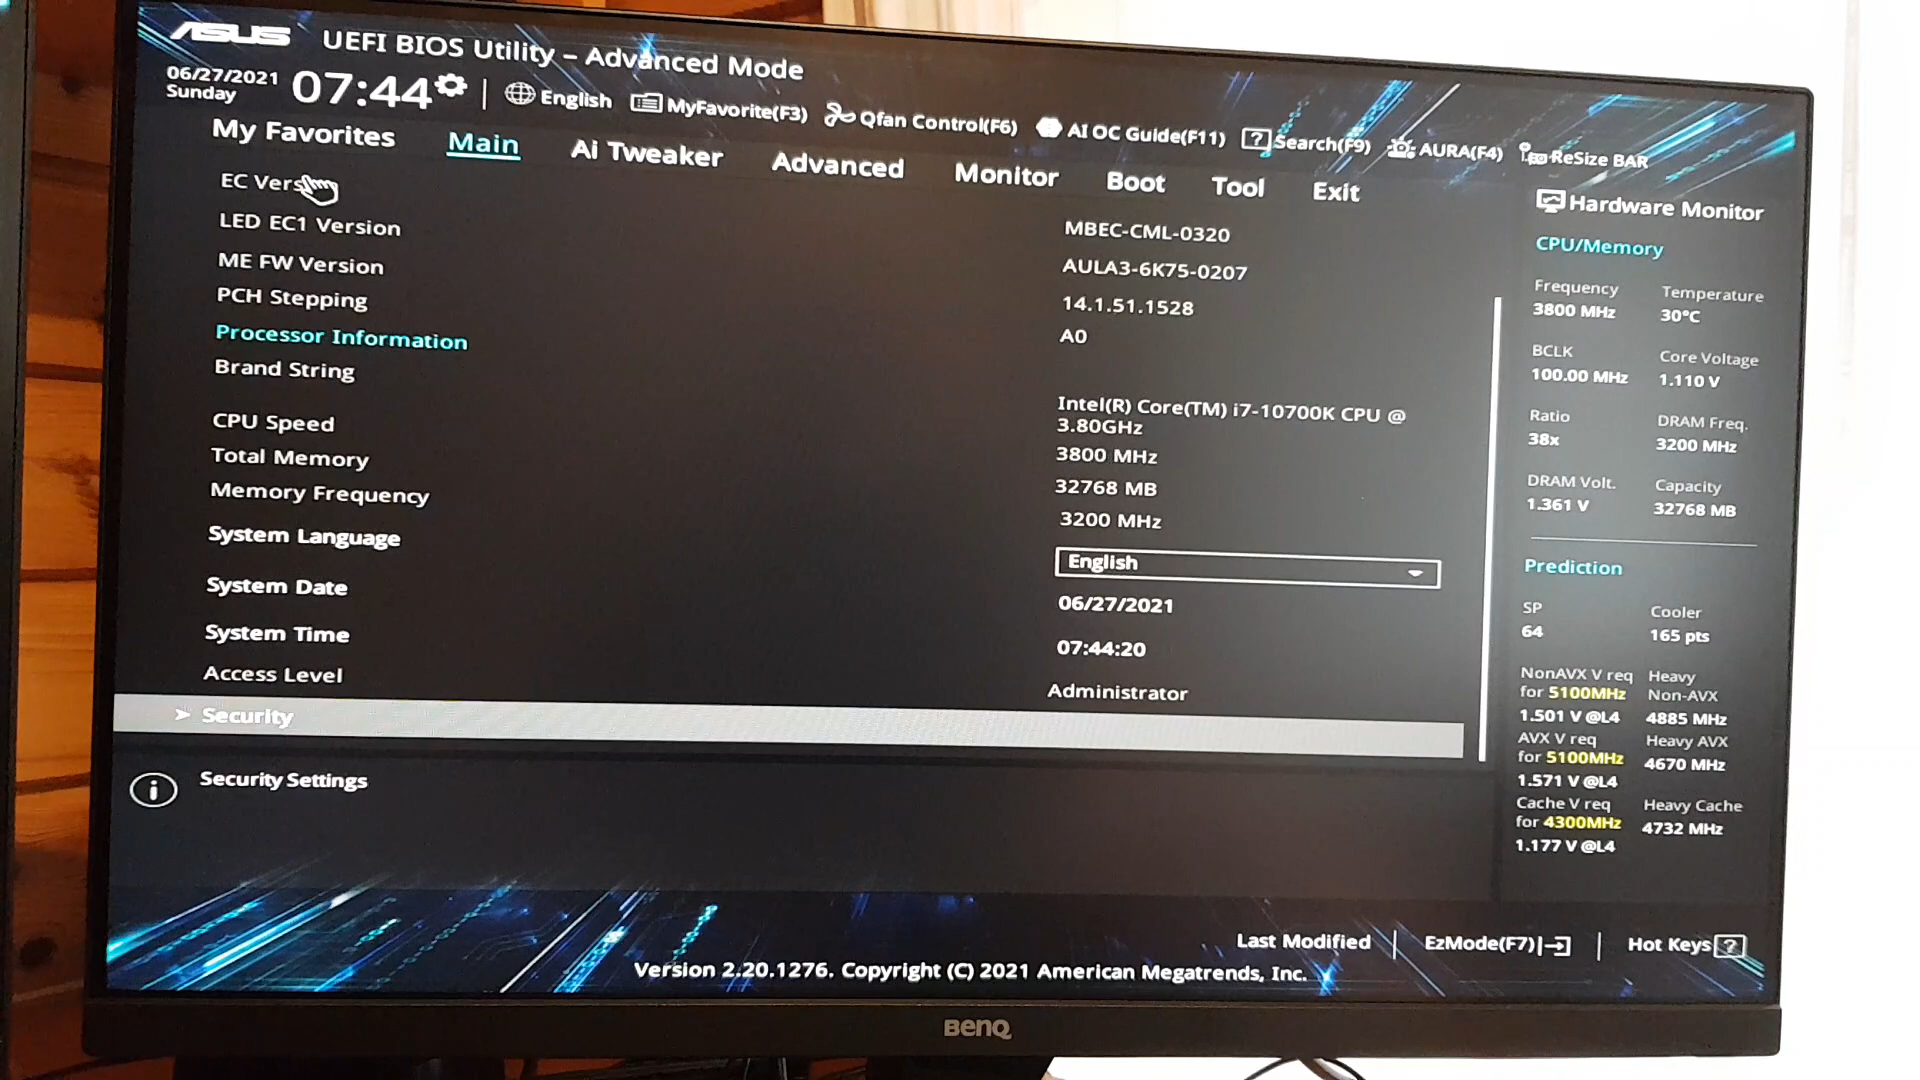 ASUS UEFI BIOS Utility – Advanced Mode
06/27/2021
Sunday
07:44
English
MyFavorite(F3)
Qfan Control(F6)
AI OC Guide(F11)
Search(F9)
AURA(F4)
ReSize BAR
My Favorites
Main
Ai Tweaker
Advanced
Monitor
Boot
Tool
Exit
EC Vers
MBEC-CML-0320
LED EC1 Version
AULA3-6K75-0207
ME FW Version
14.1.51.1528
PCH Stepping
A0
Processor Information
Brand String
Intel(R) Core(TM) i7-10700K CPU @
3.80GHz
CPU Speed
3800 MHz
Total Memory
32768 MB
Memory Frequency
3200 MHz
System Language
English
System Date
06/27/2021
System Time
07:44:20
Access Level
Administrator
> Security
Security Settings
Hardware Monitor
CPU/Memory
Frequency Temperature
3800 MHz 30°C
BCLK Core Voltage
100.00 MHz 1.110 V
Ratio DRAM Freq.
38x 3200 MHz
DRAM Volt. Capacity
1.361 V 32768 MB
Prediction
SP Cooler
64 165 pts
NonAVX V req Heavy
for 5100MHz Non-AVX
1.501 V @L4 4885 MHz
AVX V req Heavy AVX
for 5100MHz 4670 MHz
1.571 V @L4
Cache V req Heavy Cache
for 4300MHz 4732 MHz
1.177 V @L4
Last Modified
EzMode(F7)
Hot Keys ?
Version 2.20.1276. Copyright (C) 2021 American Megatrends, Inc.
BenQ